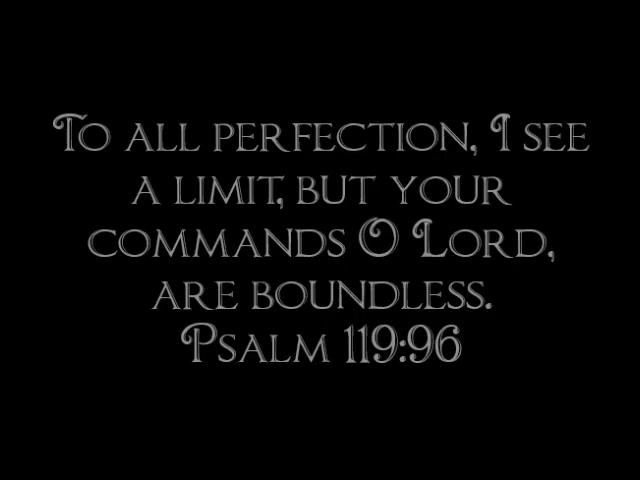 To all perfection, I see
a limit, but your
commands O Lord,
are boundless.
Psalm 119:96